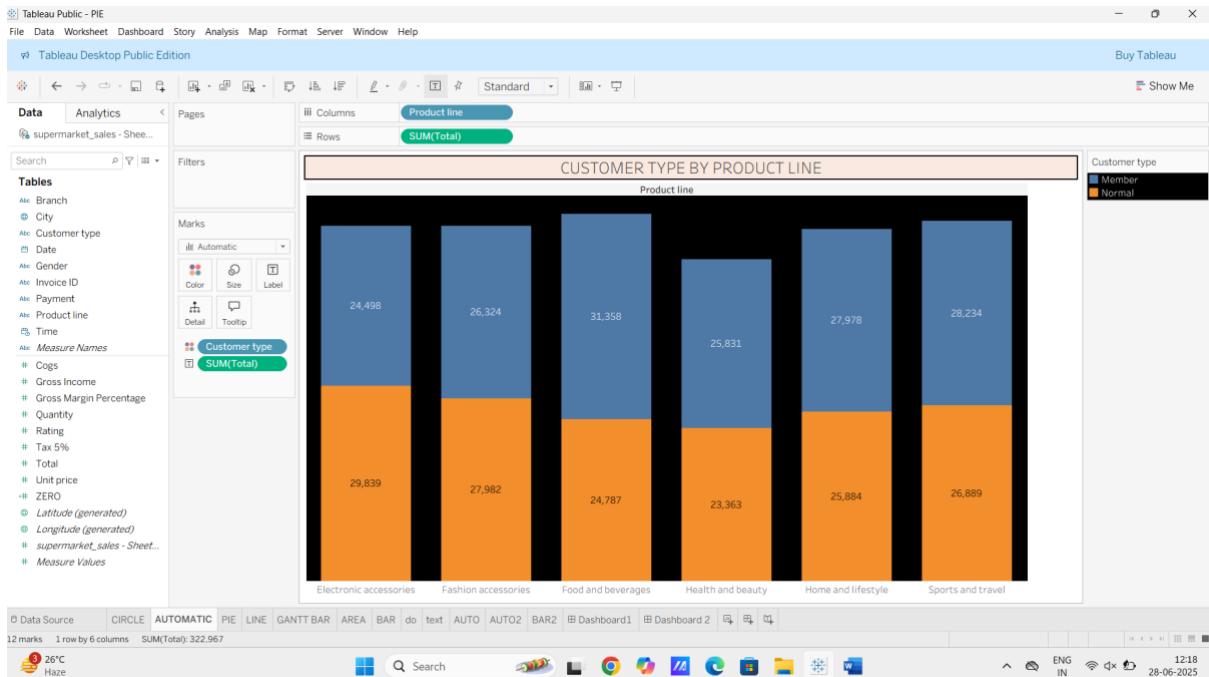 Tableau Public - PIE
File Data Worksheet Dashboard Story Analysis Map Format Server Window Help
Tableau Desktop Public Edition
Buy Tableau
Standard
Show Me
Data Analytics
supermarket_sales - Shee...
Search
Tables
Abc Branch
City
Abc Customer type
Date
Abc Gender
Abc Invoice ID
Abc Payment
Abc Product line
Time
Abc Measure Names
# Cogs
# Gross Income
# Gross Margin Percentage
# Quantity
# Rating
# Tax 5%
# Total
# Unit price
=# ZERO
Latitude (generated)
Longitude (generated)
# supermarket_sales - Sheet...
# Measure Values
Pages
Filters
Marks
Automatic
Color Size Label
Detail Tooltip
Customer type
SUM(Total)
Columns Product line
Rows SUM(Total)
CUSTOMER TYPE BY PRODUCT LINE
Product line
24,498 26,324 31,358 25,831 27,978 28,234
29,839 27,982 24,787 23,363 25,884 26,889
Electronic accessories Fashion accessories Food and beverages Health and beauty Home and lifestyle Sports and travel
Customer type
Member
Normal
Data Source CIRCLE AUTOMATIC PIE LINE GANTT BAR AREA BAR do text AUTO AUTO2 BAR2 Dashboard1 Dashboard 2
12 marks 1 row by 6 columns SUM(Total): 322.967
3
26°C
Haze
Search
ENG
IN
12:18
28-06-2025